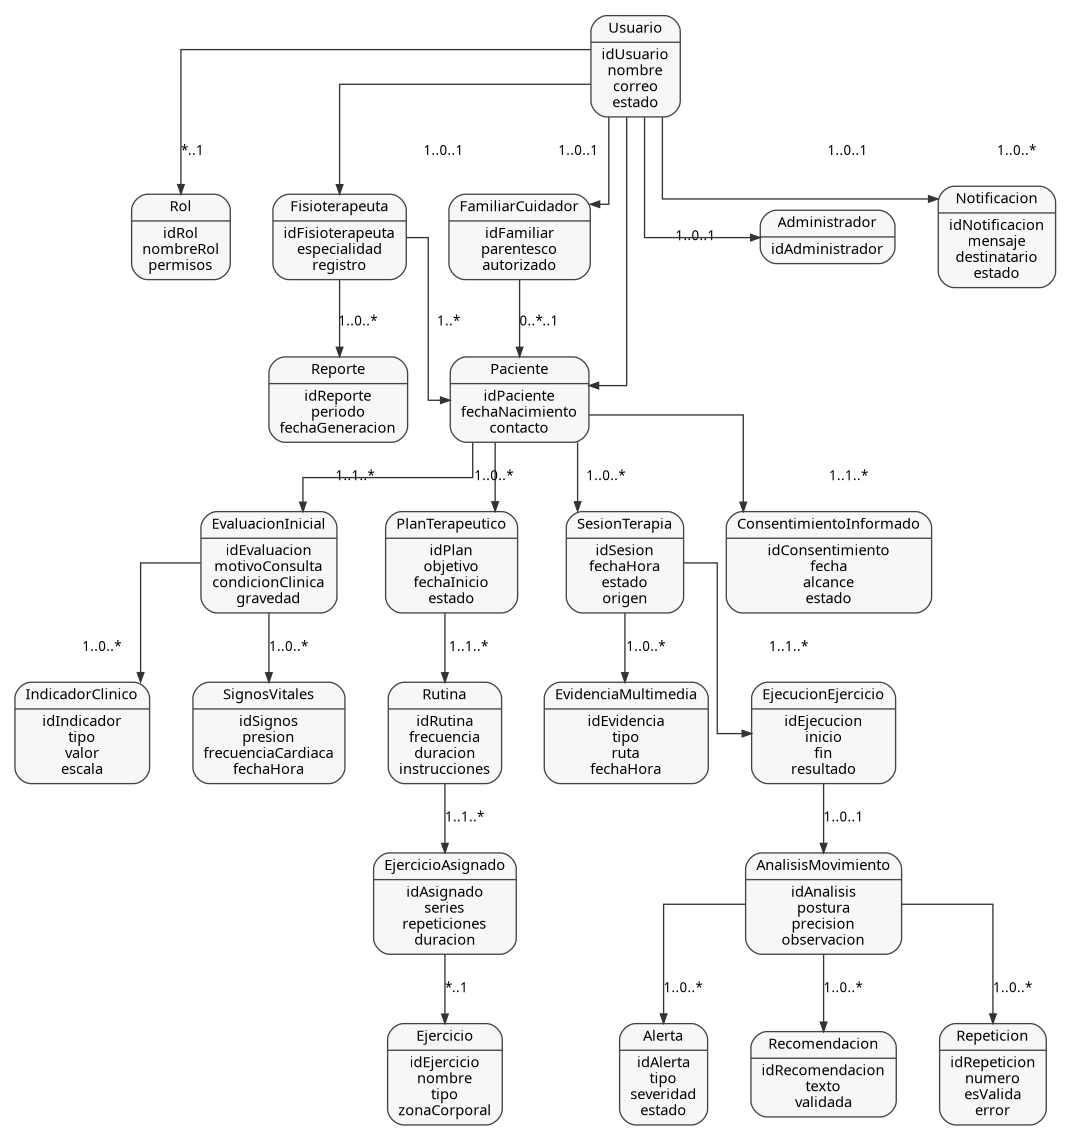 Usuario
idUsuario
nombre
correo
estado
*..1
1..0..1
1..0..1
1..0..1
1..0..*
Rol
idRol
nombreRol
permisos
Fisioterapeuta
idFisioterapeuta
especialidad
registro
FamiliarCuidador
idFamiliar
parentesco
autorizado
1..0..1
Administrador
idAdministrador
Notificacion
idNotificacion
mensaje
destinatario
estado
1..0..*
1..*
0..*..1
Reporte
idReporte
periodo
fechaGeneracion
Paciente
idPaciente
fechaNacimiento
contacto
1..1..*
1..0..*
1..0..*
1..1..*
EvaluacionInicial
idEvaluacion
motivoConsulta
condicionClinica
gravedad
PlanTerapeutico
idPlan
objetivo
fechaInicio
estado
SesionTerapia
idSesion
fechaHora
estado
origen
ConsentimientoInformado
idConsentimiento
fecha
alcance
estado
1..0..*
1..0..*
1..1..*
1..0..*
1..1..*
IndicadorClinico
idIndicador
tipo
valor
escala
SignosVitales
idSignos
presion
frecuenciaCardiaca
fechaHora
Rutina
idRutina
frecuencia
duracion
instrucciones
EvidenciaMultimedia
idEvidencia
tipo
ruta
fechaHora
EjecucionEjercicio
idEjecucion
inicio
fin
resultado
1..1..*
1..0..1
EjercicioAsignado
idAsignado
series
repeticiones
duracion
AnalisisMovimiento
idAnalisis
postura
precision
observacion
*..1
1..0..*
1..0..*
1..0..*
Ejercicio
idEjercicio
nombre
tipo
zonaCorporal
Alerta
idAlerta
tipo
severidad
estado
Recomendacion
idRecomendacion
texto
validada
Repeticion
idRepeticion
numero
esValida
error